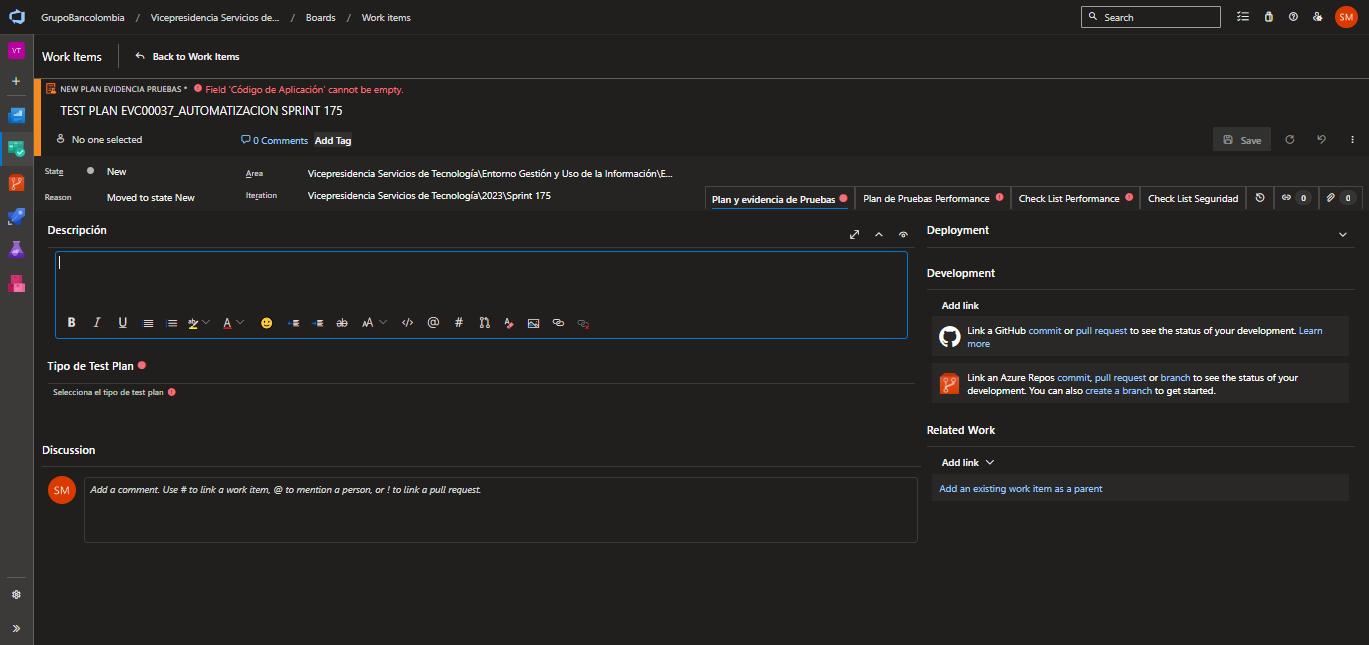 GrupoBancolombia / Vicepresidencia Servicios de... / Boards / Work items
Search
SM
VT
Work Items
Back to Work Items
NEW PLAN EVIDENCIA PRUEBAS *
Field 'Código de Aplicación' cannot be empty.
TEST PLAN EVC00037_AUTOMATIZACION SPRINT 175
No one selected
0 Comments
Add Tag
Save
State
New
Area
Vicepresidencia Servicios de Tecnología\Entorno Gestión y Uso de la Información\E...
Reason
Moved to state New
Iteration
Vicepresidencia Servicios de Tecnología\2023\Sprint 175
Plan y evidencia de Pruebas
Plan de Pruebas Performance
Check List Performance
Check List Seguridad
0
0
Descripción
B I U
Tipo de Test Plan
Selecciona el tipo de test plan
Discussion
SM
Add a comment. Use # to link a work item, @ to mention a person, or ! to link a pull request.
Deployment
Development
Add link
Link a GitHub commit or pull request to see the status of your development. Learn
more
Link an Azure Repos commit, pull request or branch to see the status of your
development. You can also create a branch to get started.
Related Work
Add link
Add an existing work item as a parent